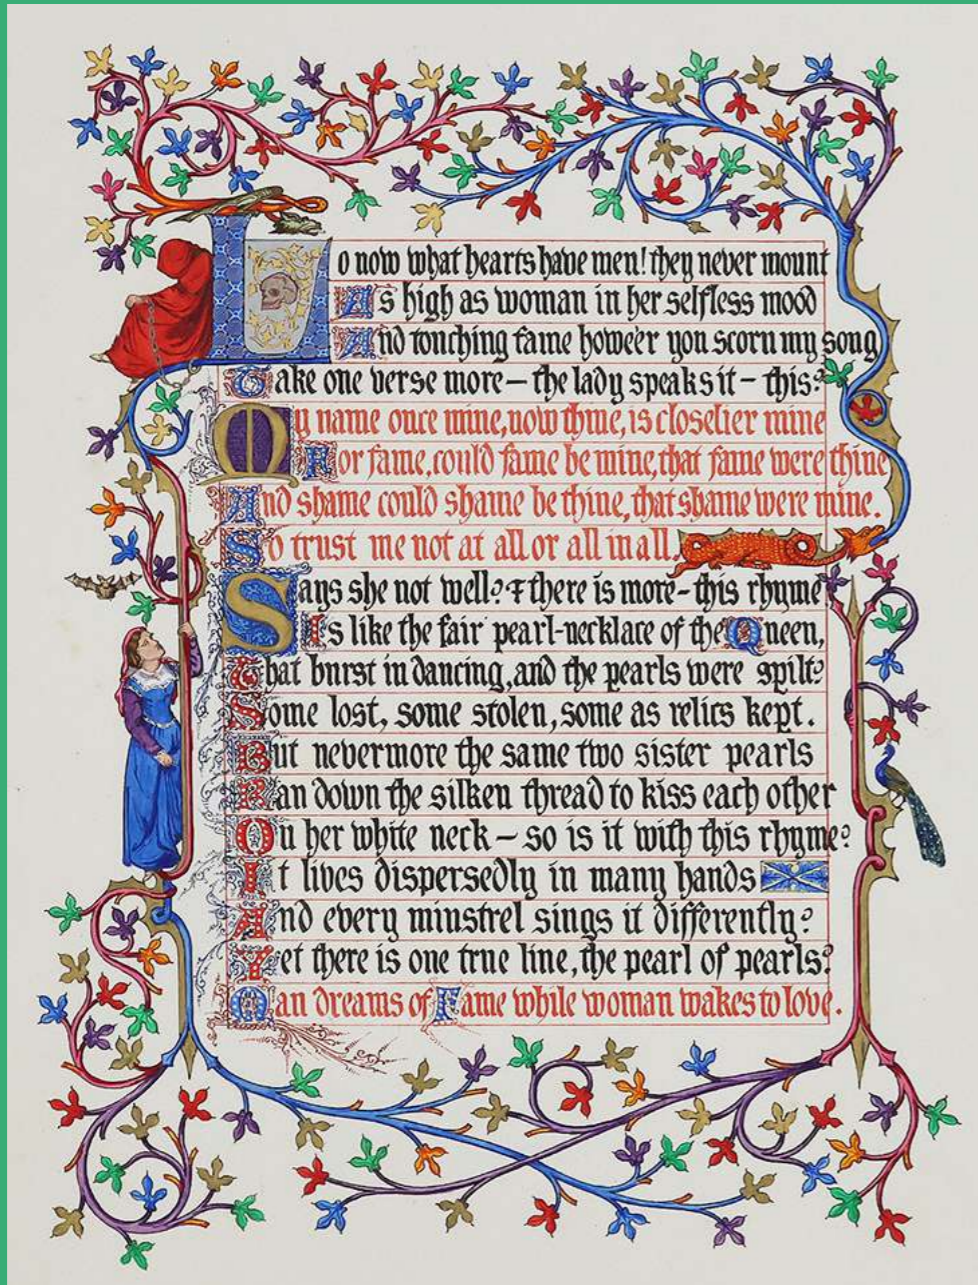 Lo now what hearts have men! they never mount
As high as woman in her selfless mood
And touching fame howe'er you scorn my song
Take one verse more — the lady speaks it — this:
My name once mine, now thine, is closelier mine
For fame, could fame be mine, that fame were thine
And shame could shame be thine, that shame were mine.
So trust me not at all or all in all.
Says she not well? & there is more - this rhyme
Is like the fair pearl-necklace of the Queen,
That burst in dancing, and the pearls were spilt:
Some lost, some stolen, some as relics kept.
But nevermore the same two sister pearls
Ran down the silken thread to kiss each other
On her white neck — so is it with this rhyme:
It lives dispersedly in many hands
And every minstrel sings it differently:
Yet there is one true line, the pearl of pearls:
Man dreams of Fame while woman wakes to love.